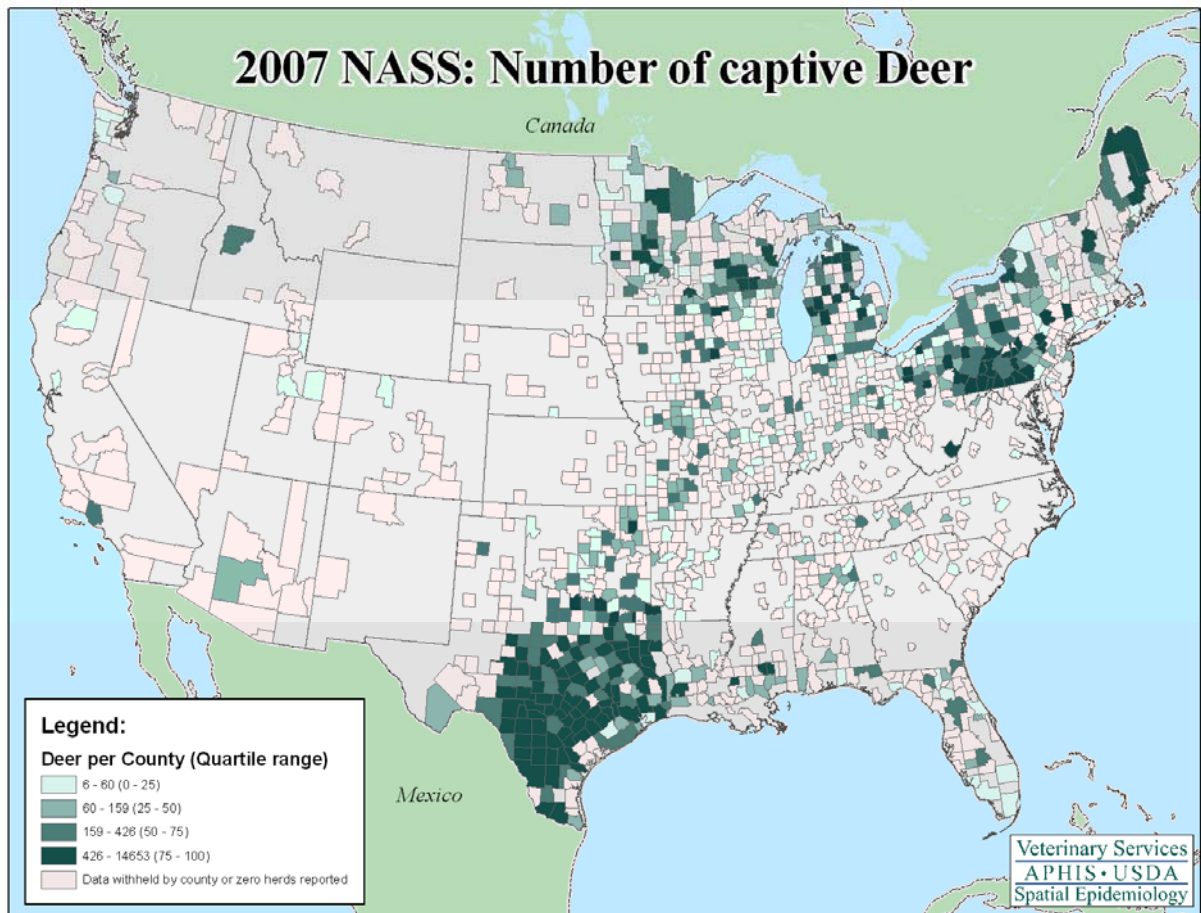 2007 NASS: Number of captive Deer
Canada
Mexico
Legend:
Deer per County (Quartile range)
6 - 60 (0 - 25)
60 - 159 (25 - 50)
159 - 426 (50 - 75)
426 - 14653 (75 - 100)
Data withheld by county or zero herds reported
Veterinary Services
APHIS • USDA
Spatial Epidemiology